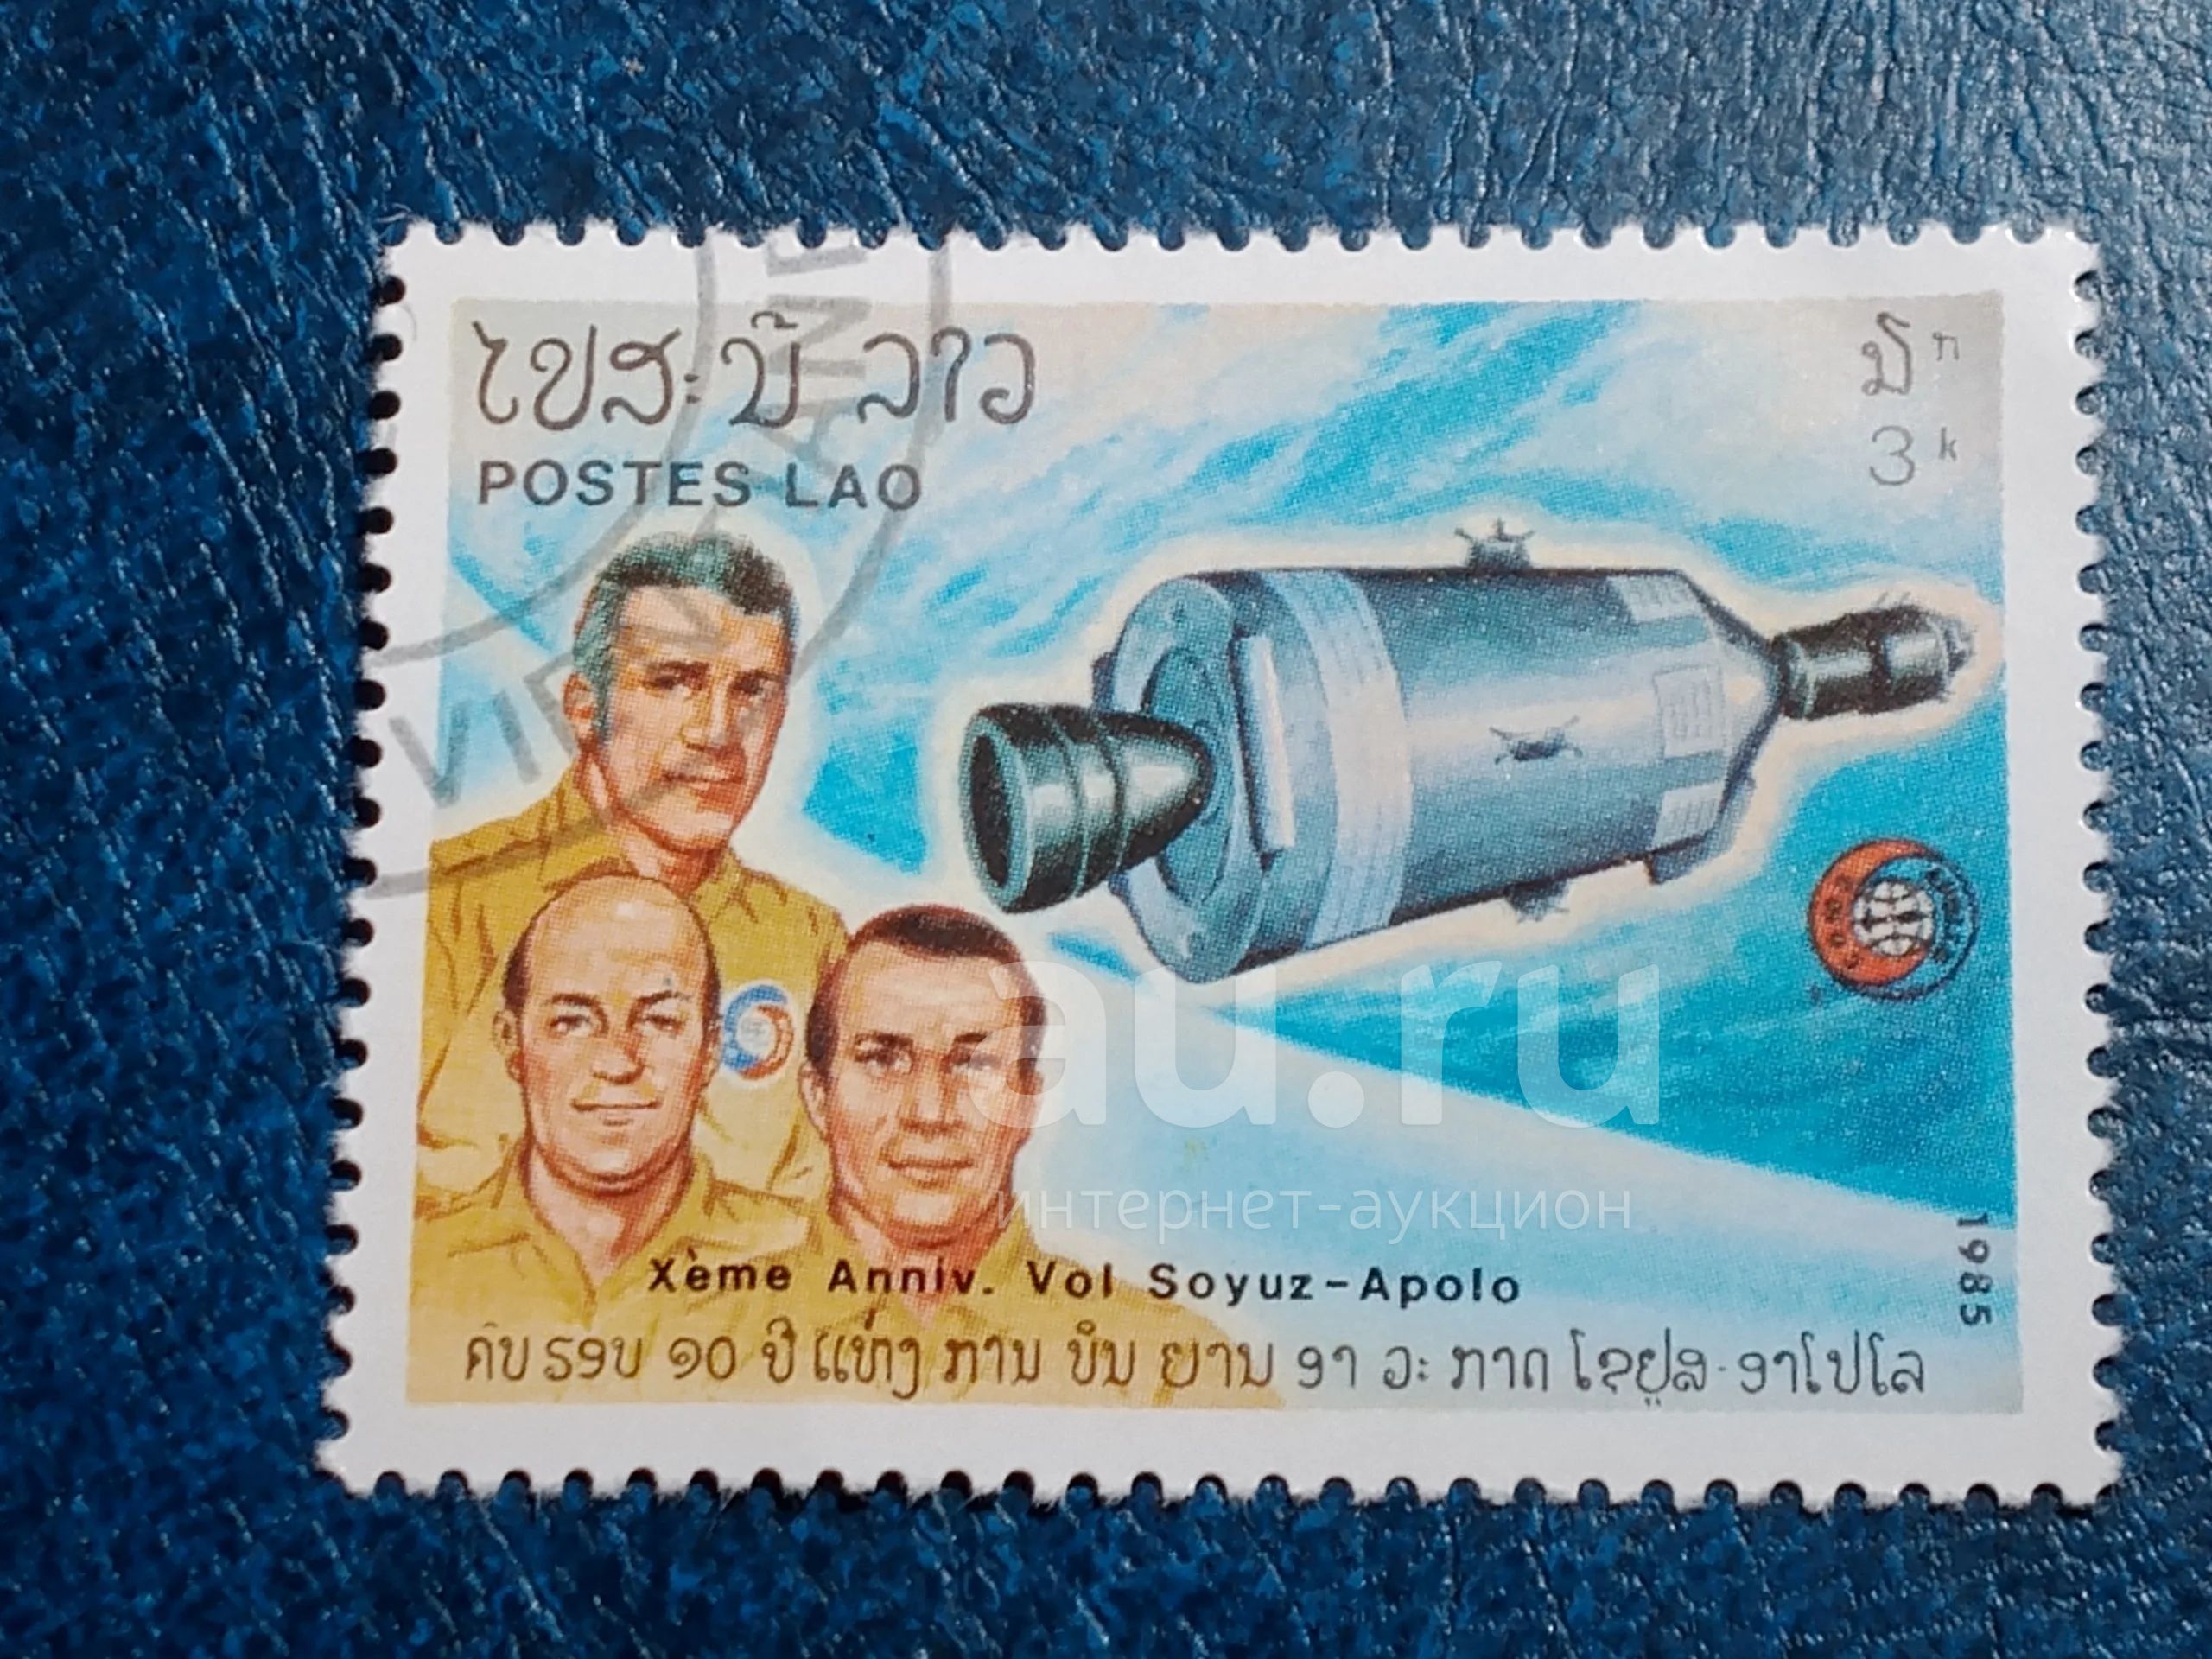 ໄປສະນີ ລາວ
POSTES LAO
ປ ກ
3 k
Xème Anniv. Vol Soyuz-Apolo
ຄົບຮອບ ໑໐ ປີ ແຫ່ງ ການ ບິນ ຍານ ອາ ວະ ກາດ ໂຊຢູສ-ອາໂປໂລ
1985
au.ru
интернет-аукцион